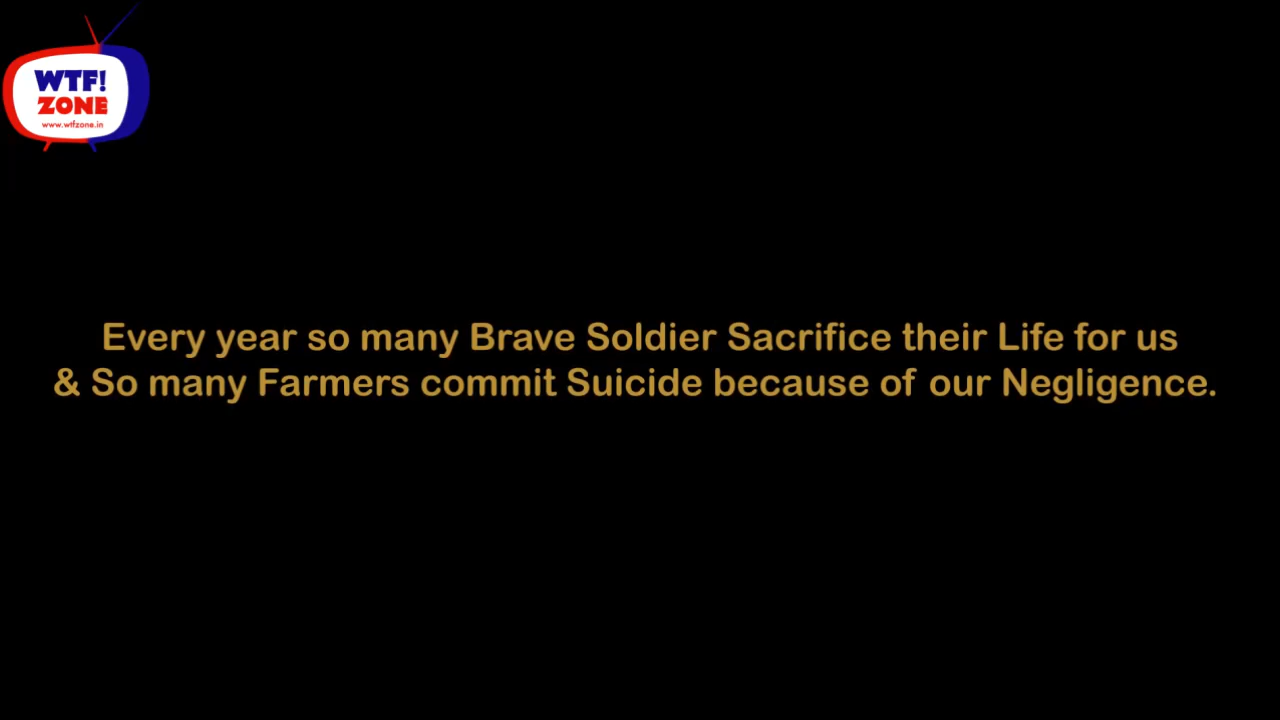 WTF!
ZONE
www.wtfzone.in
Every year so many Brave Soldier Sacrifice their Life for us
& So many Farmers commit Suicide because of our Negligence.